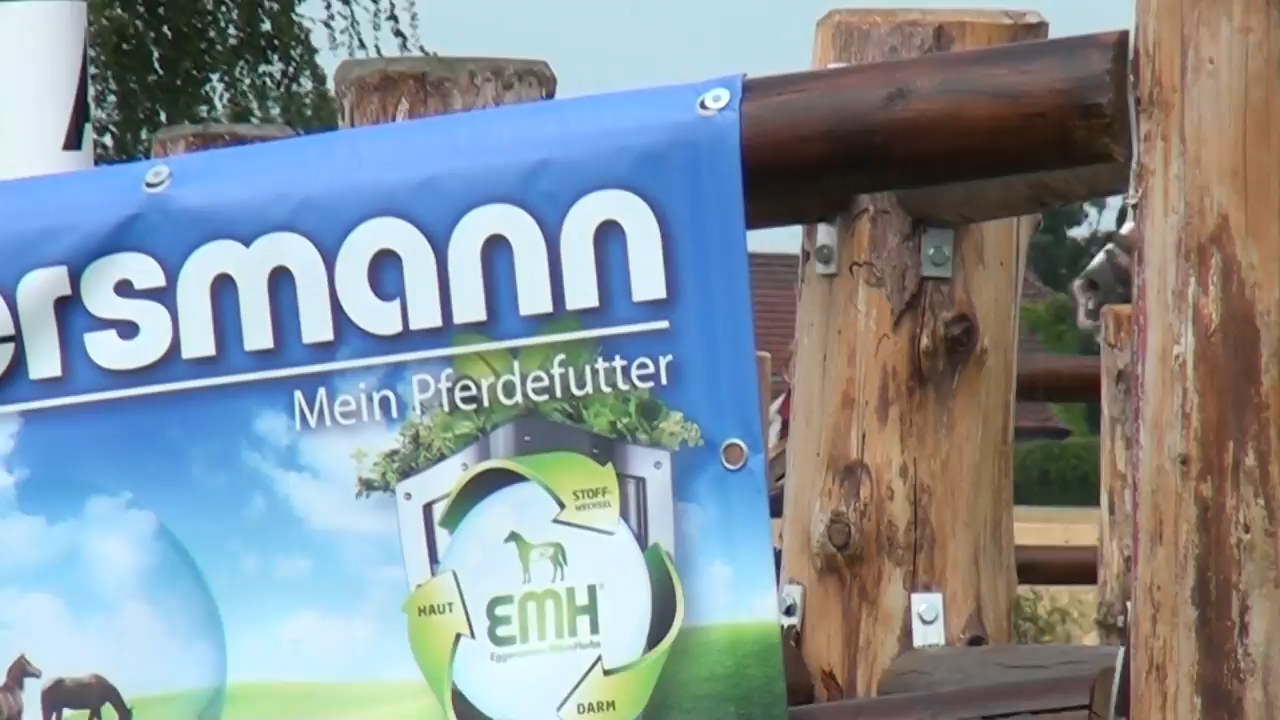 ersmann
Mein Pferdefutter
STOFF-
WECHSEL
HAUT
EMH
DARM